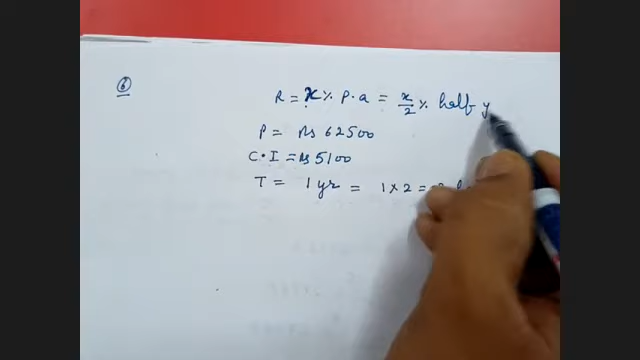 6
R = x % P.a = x/2 % half y
P = Rs 62500
C.I = Rs 5100
T = 1 yr = 1 x 2 =